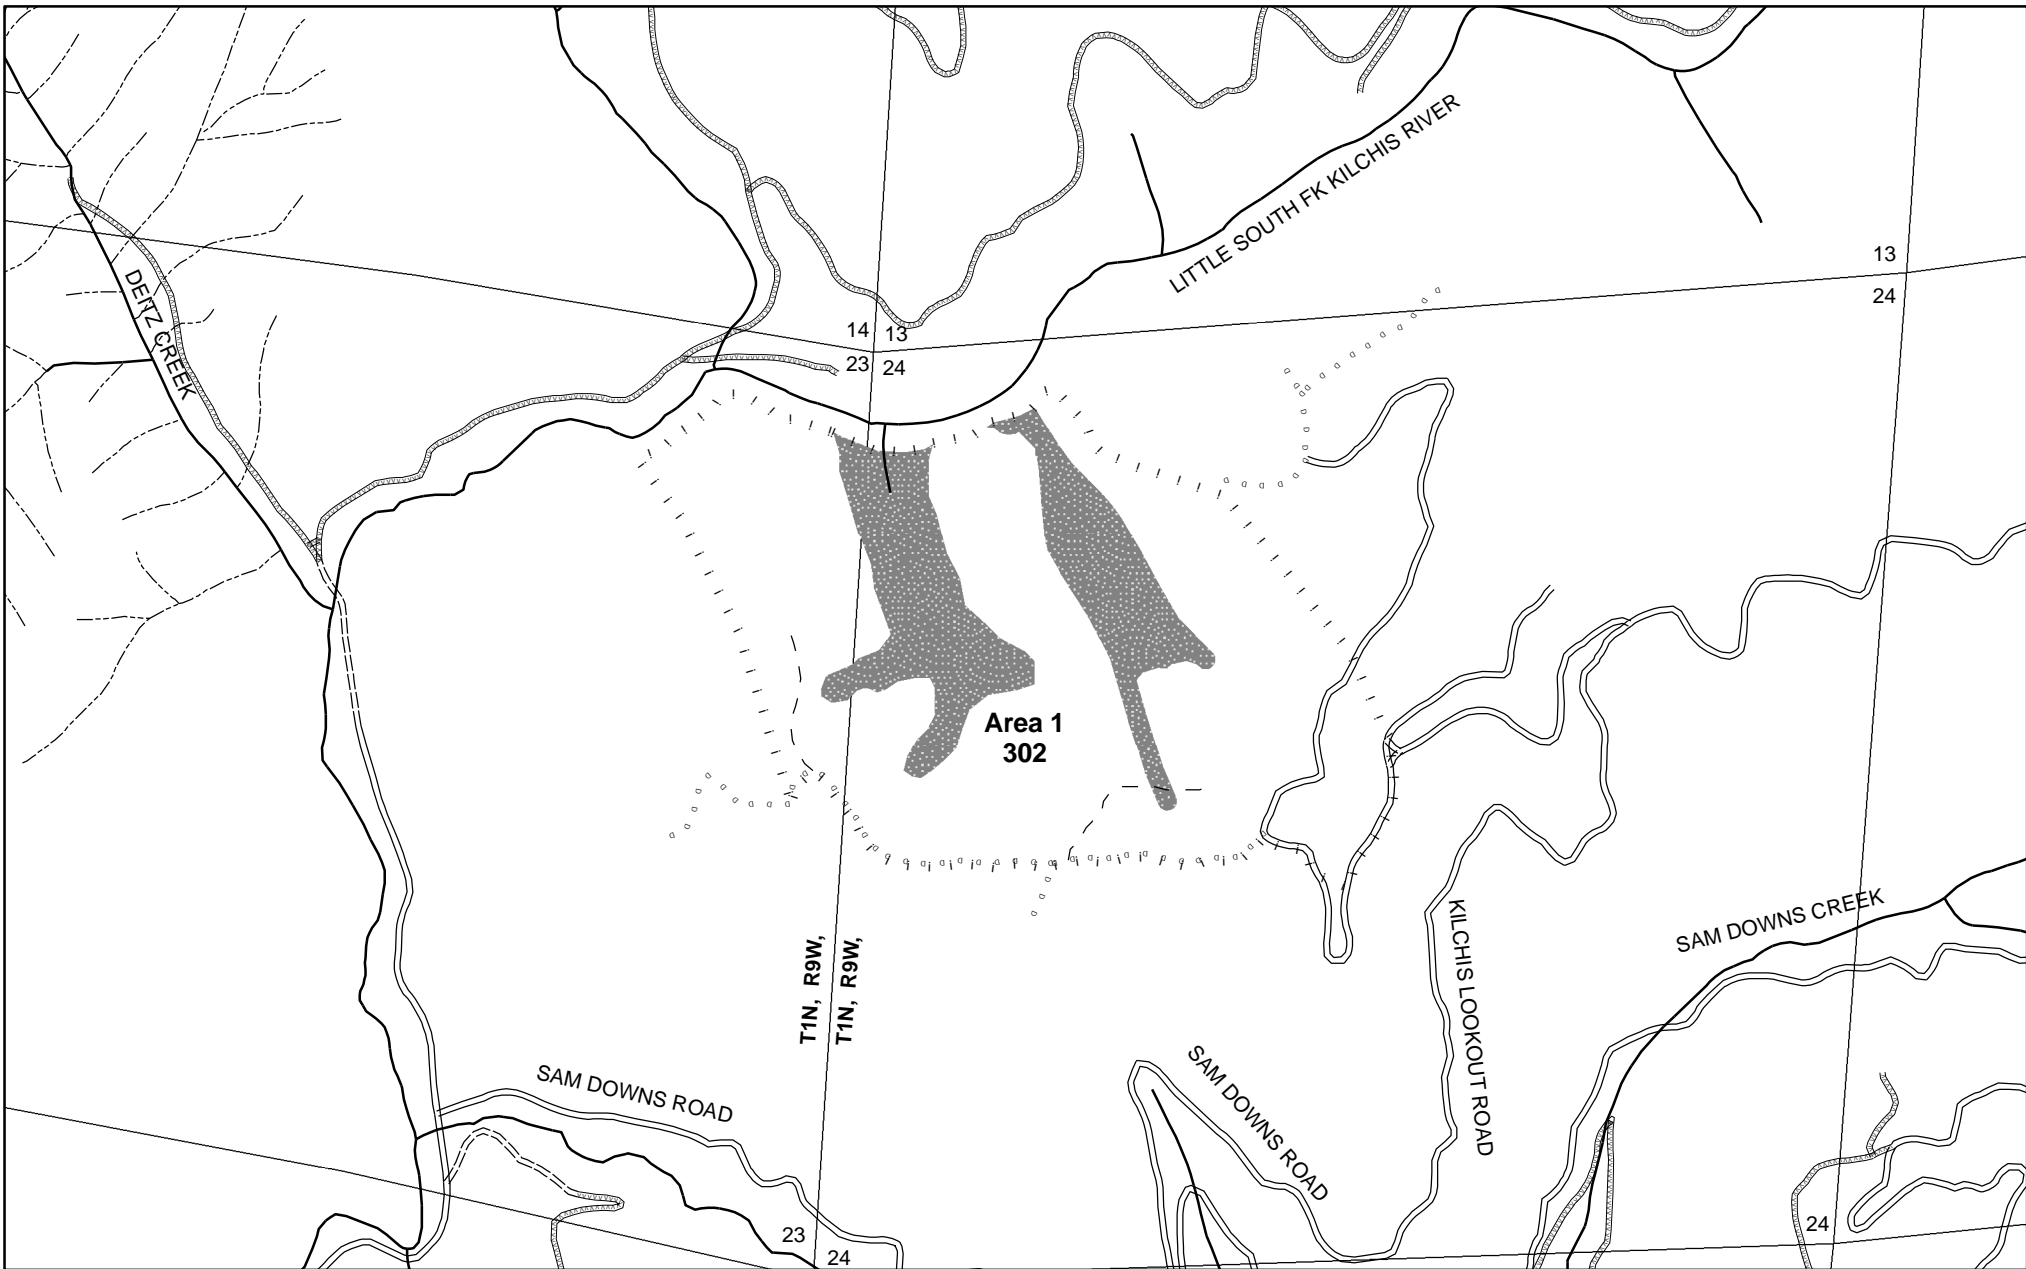 LITTLE SOUTH FK KILCHIS RIVER
13
24
DEITZ CREEK
14 13
23 24
Area 1
302
T1N, R9W,
T1N, R9W,
SAM DOWNS CREEK
KILCHIS LOOKOUT ROAD
SAM DOWNS ROAD
SAM DOWNS ROAD
23
24
24